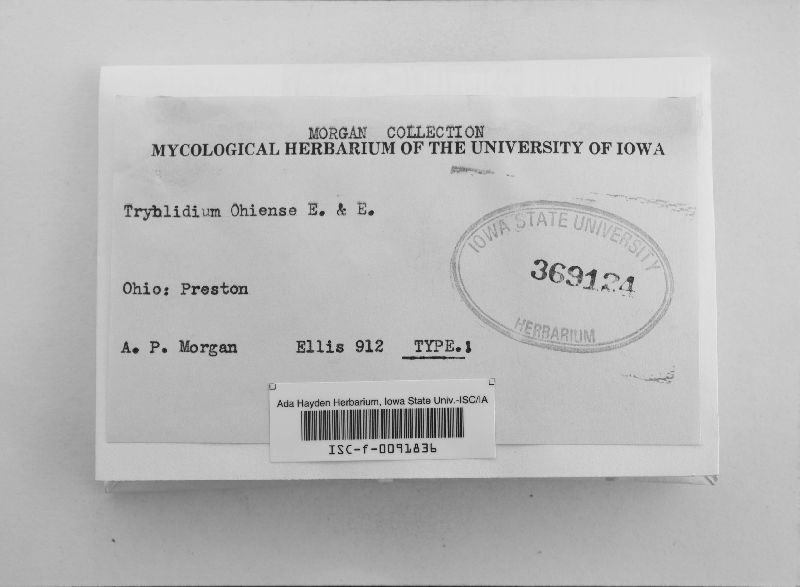 MORGAN COLLECTION
MYCOLOGICAL HERBARIUM OF THE UNIVERSITY OF IOWA
Tryblidium Ohiense E. & E.
IOWA STATE UNIVERSITY
369124
HERBARIUM
Ohio: Preston
A. P. Morgan Ellis 912 TYPE.!
Ada Hayden Herbarium, Iowa State Univ.-ISC/IA
ISC-f-0091836